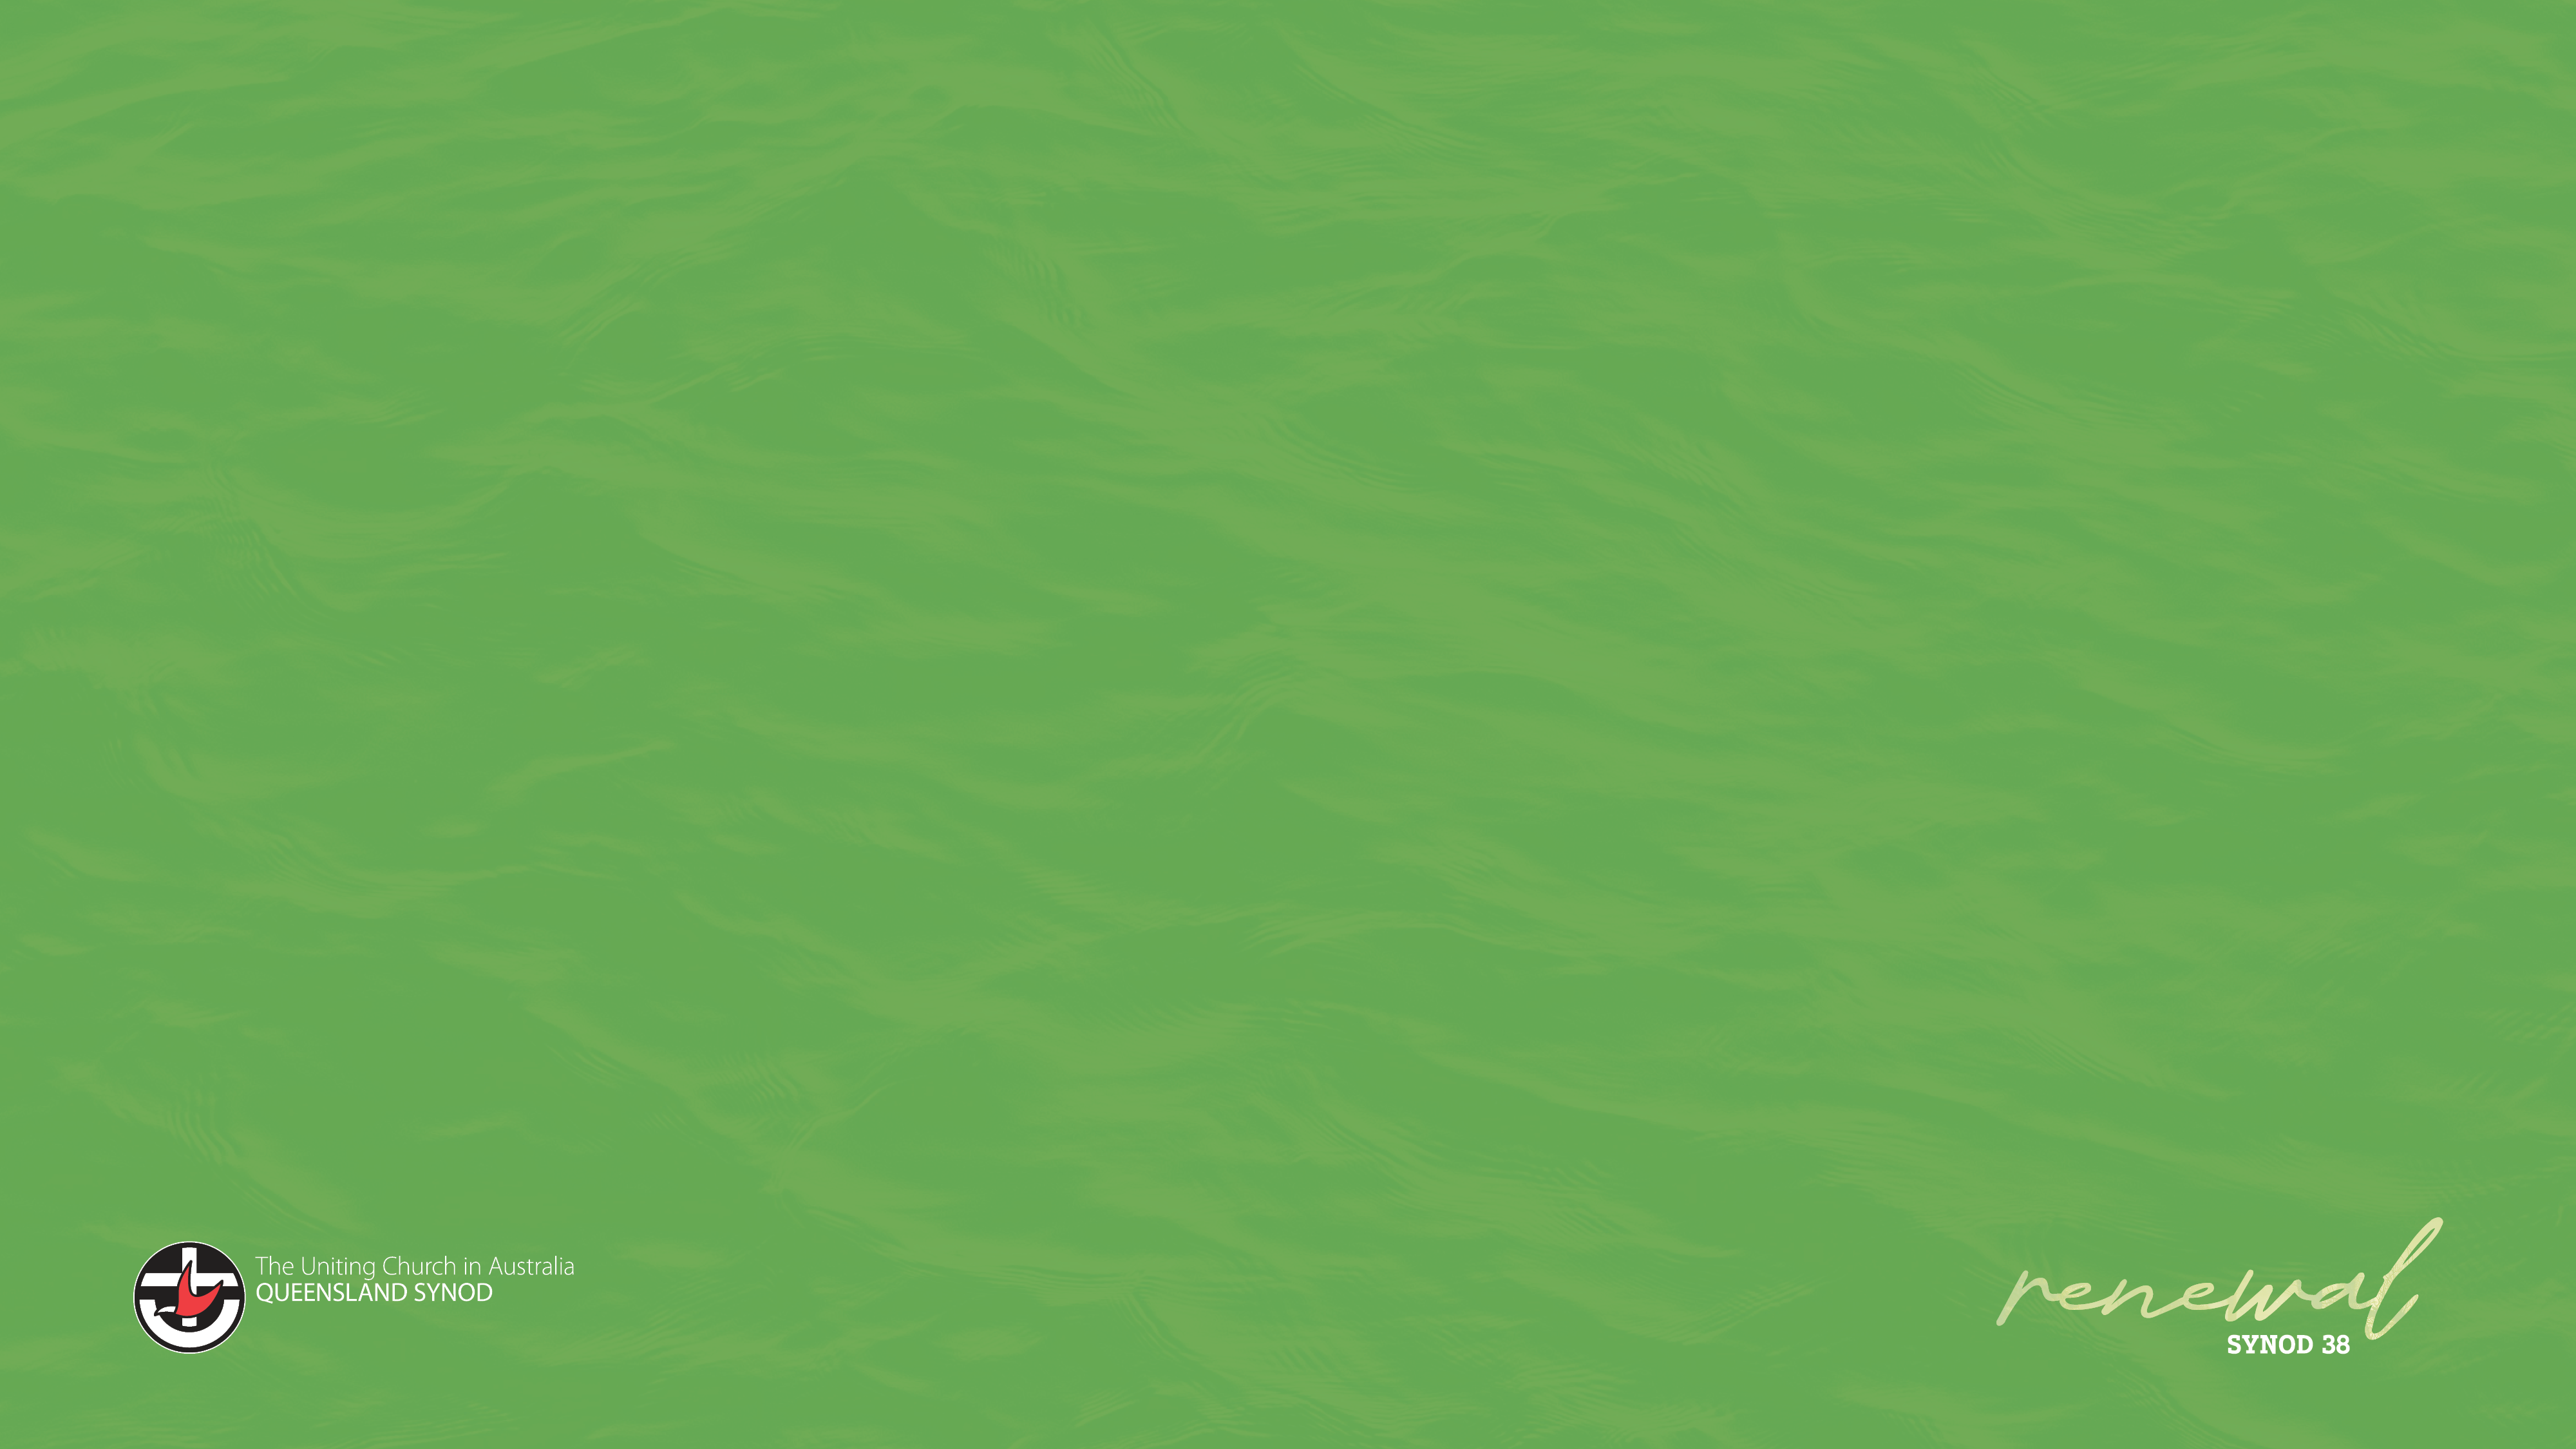 The Uniting Church in Australia
QUEENSLAND SYNOD
renewal
SYNOD 38